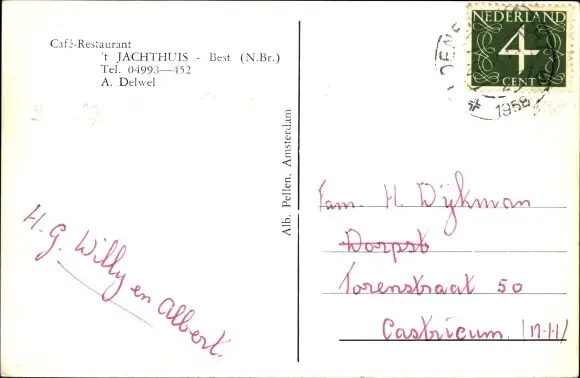 Café-Restaurant
't JACHTHUIS - Best (N.Br.)
Tel. 04993—452
A. Delwel
H.G. Willy en Albert.
Alb. Pellen, Amsterdam
NEDERLAND
4
CENT
1958
Fam. H. Dijkman
Dorpst
Torenstraat 50
Castricum. (N-H)